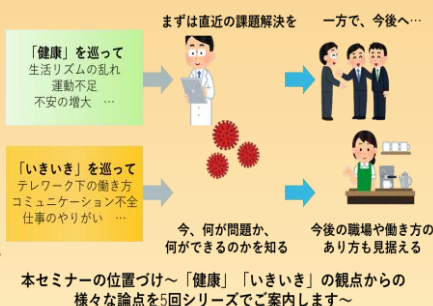 まずは直近の課題解決を
一方で、今後へ…
「健康」を巡って
生活リズムの乱れ
運動不足
不安の増大　…
「いきいき」を巡って
テレワーク下の働き方
コミュニケーション不全
仕事のやりがい　…
今、何が問題か、
何ができるのかを知る
今後の職場や働き方の
あり方も見据える
本セミナーの位置づけ～「健康」「いきいき」の観点からの
様々な論点を5回シリーズでご案内します～